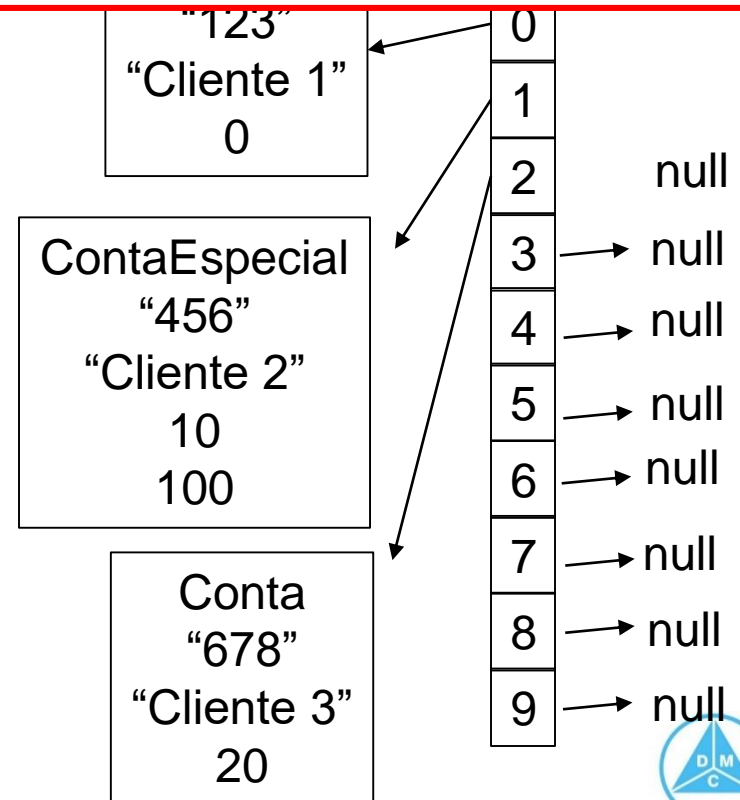 “123”
“Cliente 1”
0
ContaEspecial
“456”
“Cliente 2”
10
100
Conta
“678”
“Cliente 3”
20
0
1
2
3
4
5
6
7
8
9
null
null
null
null
null
null
null
null
D M
C